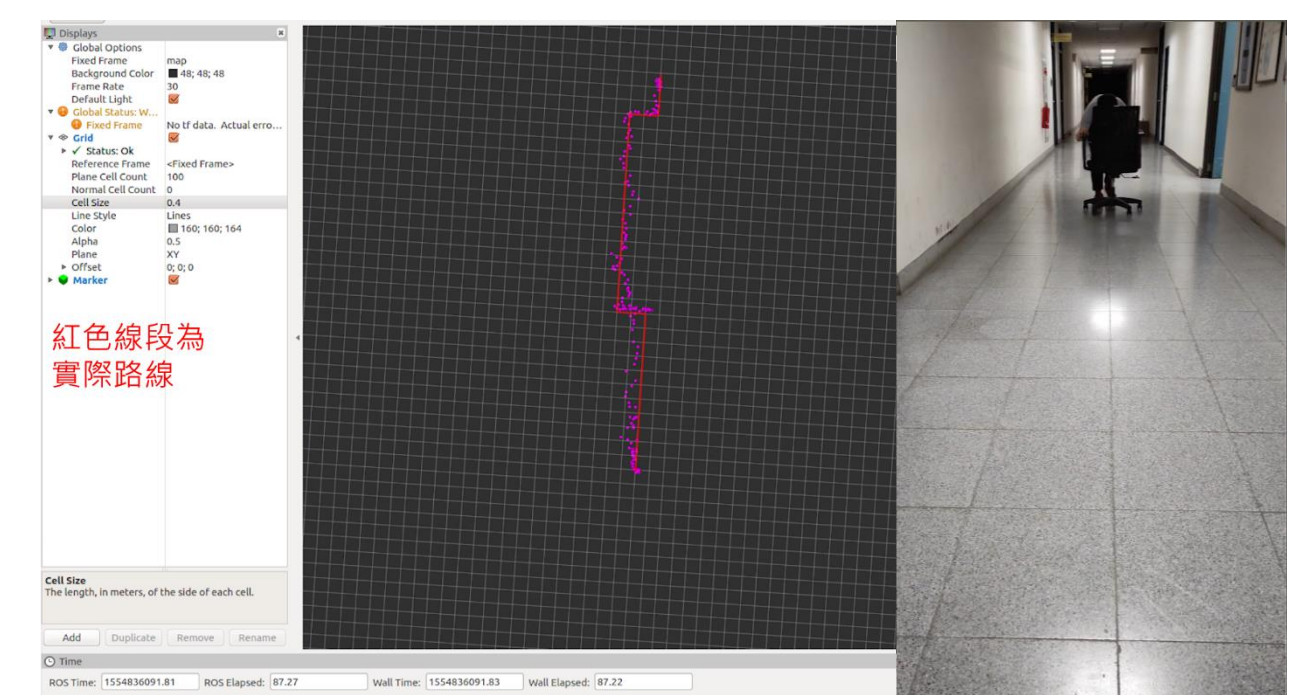 Displays
Global Options
Fixed Frame map
Background Color 48; 48; 48
Frame Rate 30
Default Light
Global Status: W...
Fixed Frame No tf data. Actual erro...
Grid
Status: Ok
Reference Frame <Fixed Frame>
Plane Cell Count 100
Normal Cell Count 0
Cell Size 0.4
Line Style Lines
Color 160; 160; 164
Alpha 0.5
Plane XY
Offset 0; 0; 0
Marker
紅色線段為
實際路線
Cell Size
The length, in meters, of the side of each cell.
Add Duplicate Remove Rename
Time
ROS Time: 1554836091.81 ROS Elapsed: 87.27 Wall Time: 1554836091.83 Wall Elapsed: 87.22